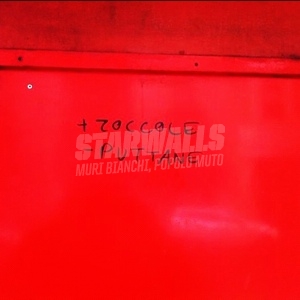 + ZOCCOLE
- PUTTANE
STARWALLS
MURI BIANCHI, POPOLO MUTO